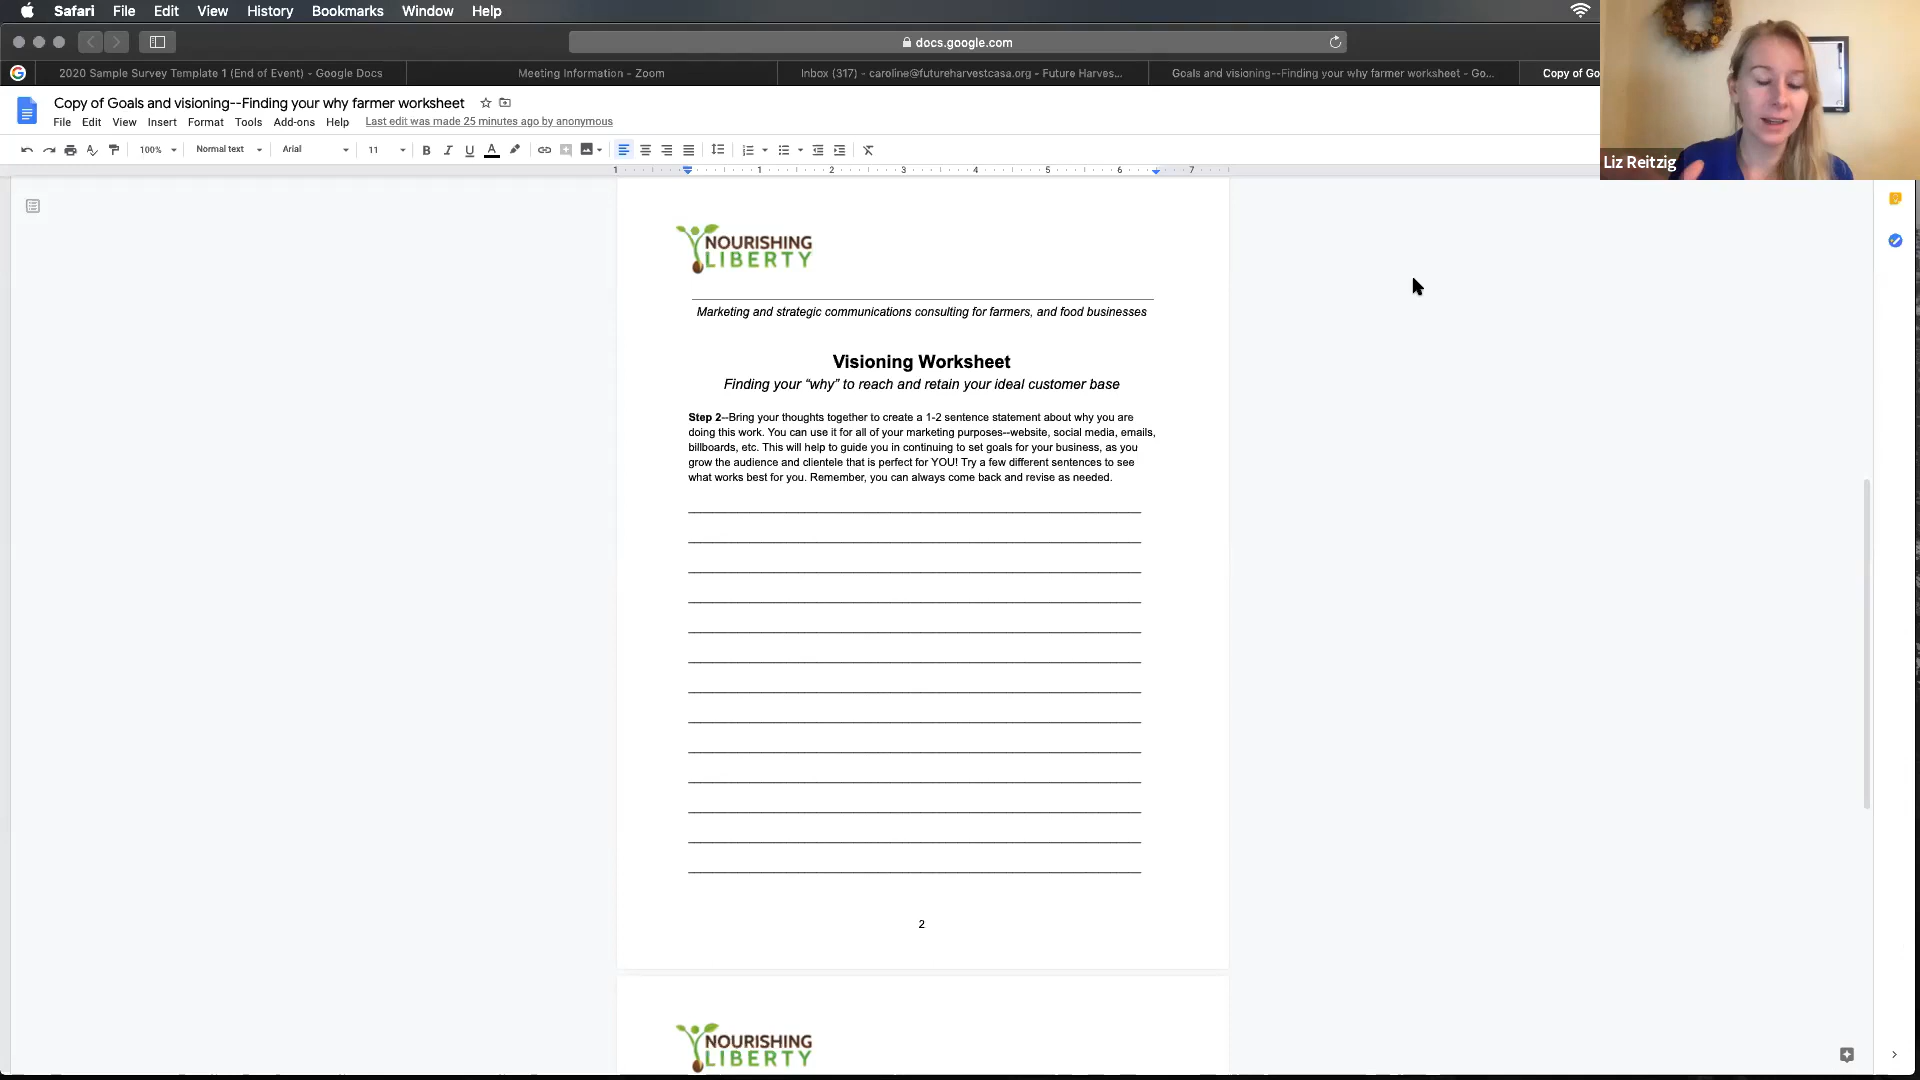 Safari File Edit View History Bookmarks Window Help
docs.google.com
2020 Sample Survey Template 1 (End of Event) - Google Docs
Meeting Information - Zoom
Inbox (317) - caroline@futureharvestcasa.org - Future Harves...
Goals and visioning--Finding your why farmer worksheet - Go...
Copy of Go
Copy of Goals and visioning--Finding your why farmer worksheet
File Edit View Insert Format Tools Add-ons Help Last edit was made 25 minutes ago by anonymous
100% Normal text Arial 11 B I U A
1 1 2 3 4 5 6 7
Liz Reitzig
NOURISHING
LIBERTY
Marketing and strategic communications consulting for farmers, and food businesses
Visioning Worksheet
Finding your “why” to reach and retain your ideal customer base
Step 2--Bring your thoughts together to create a 1-2 sentence statement about why you are
doing this work. You can use it for all of your marketing purposes--website, social media, emails,
billboards, etc. This will help to guide you in continuing to set goals for your business, as you
grow the audience and clientele that is perfect for YOU! Try a few different sentences to see
what works best for you. Remember, you can always come back and revise as needed.
2
NOURISHING
LIBERTY